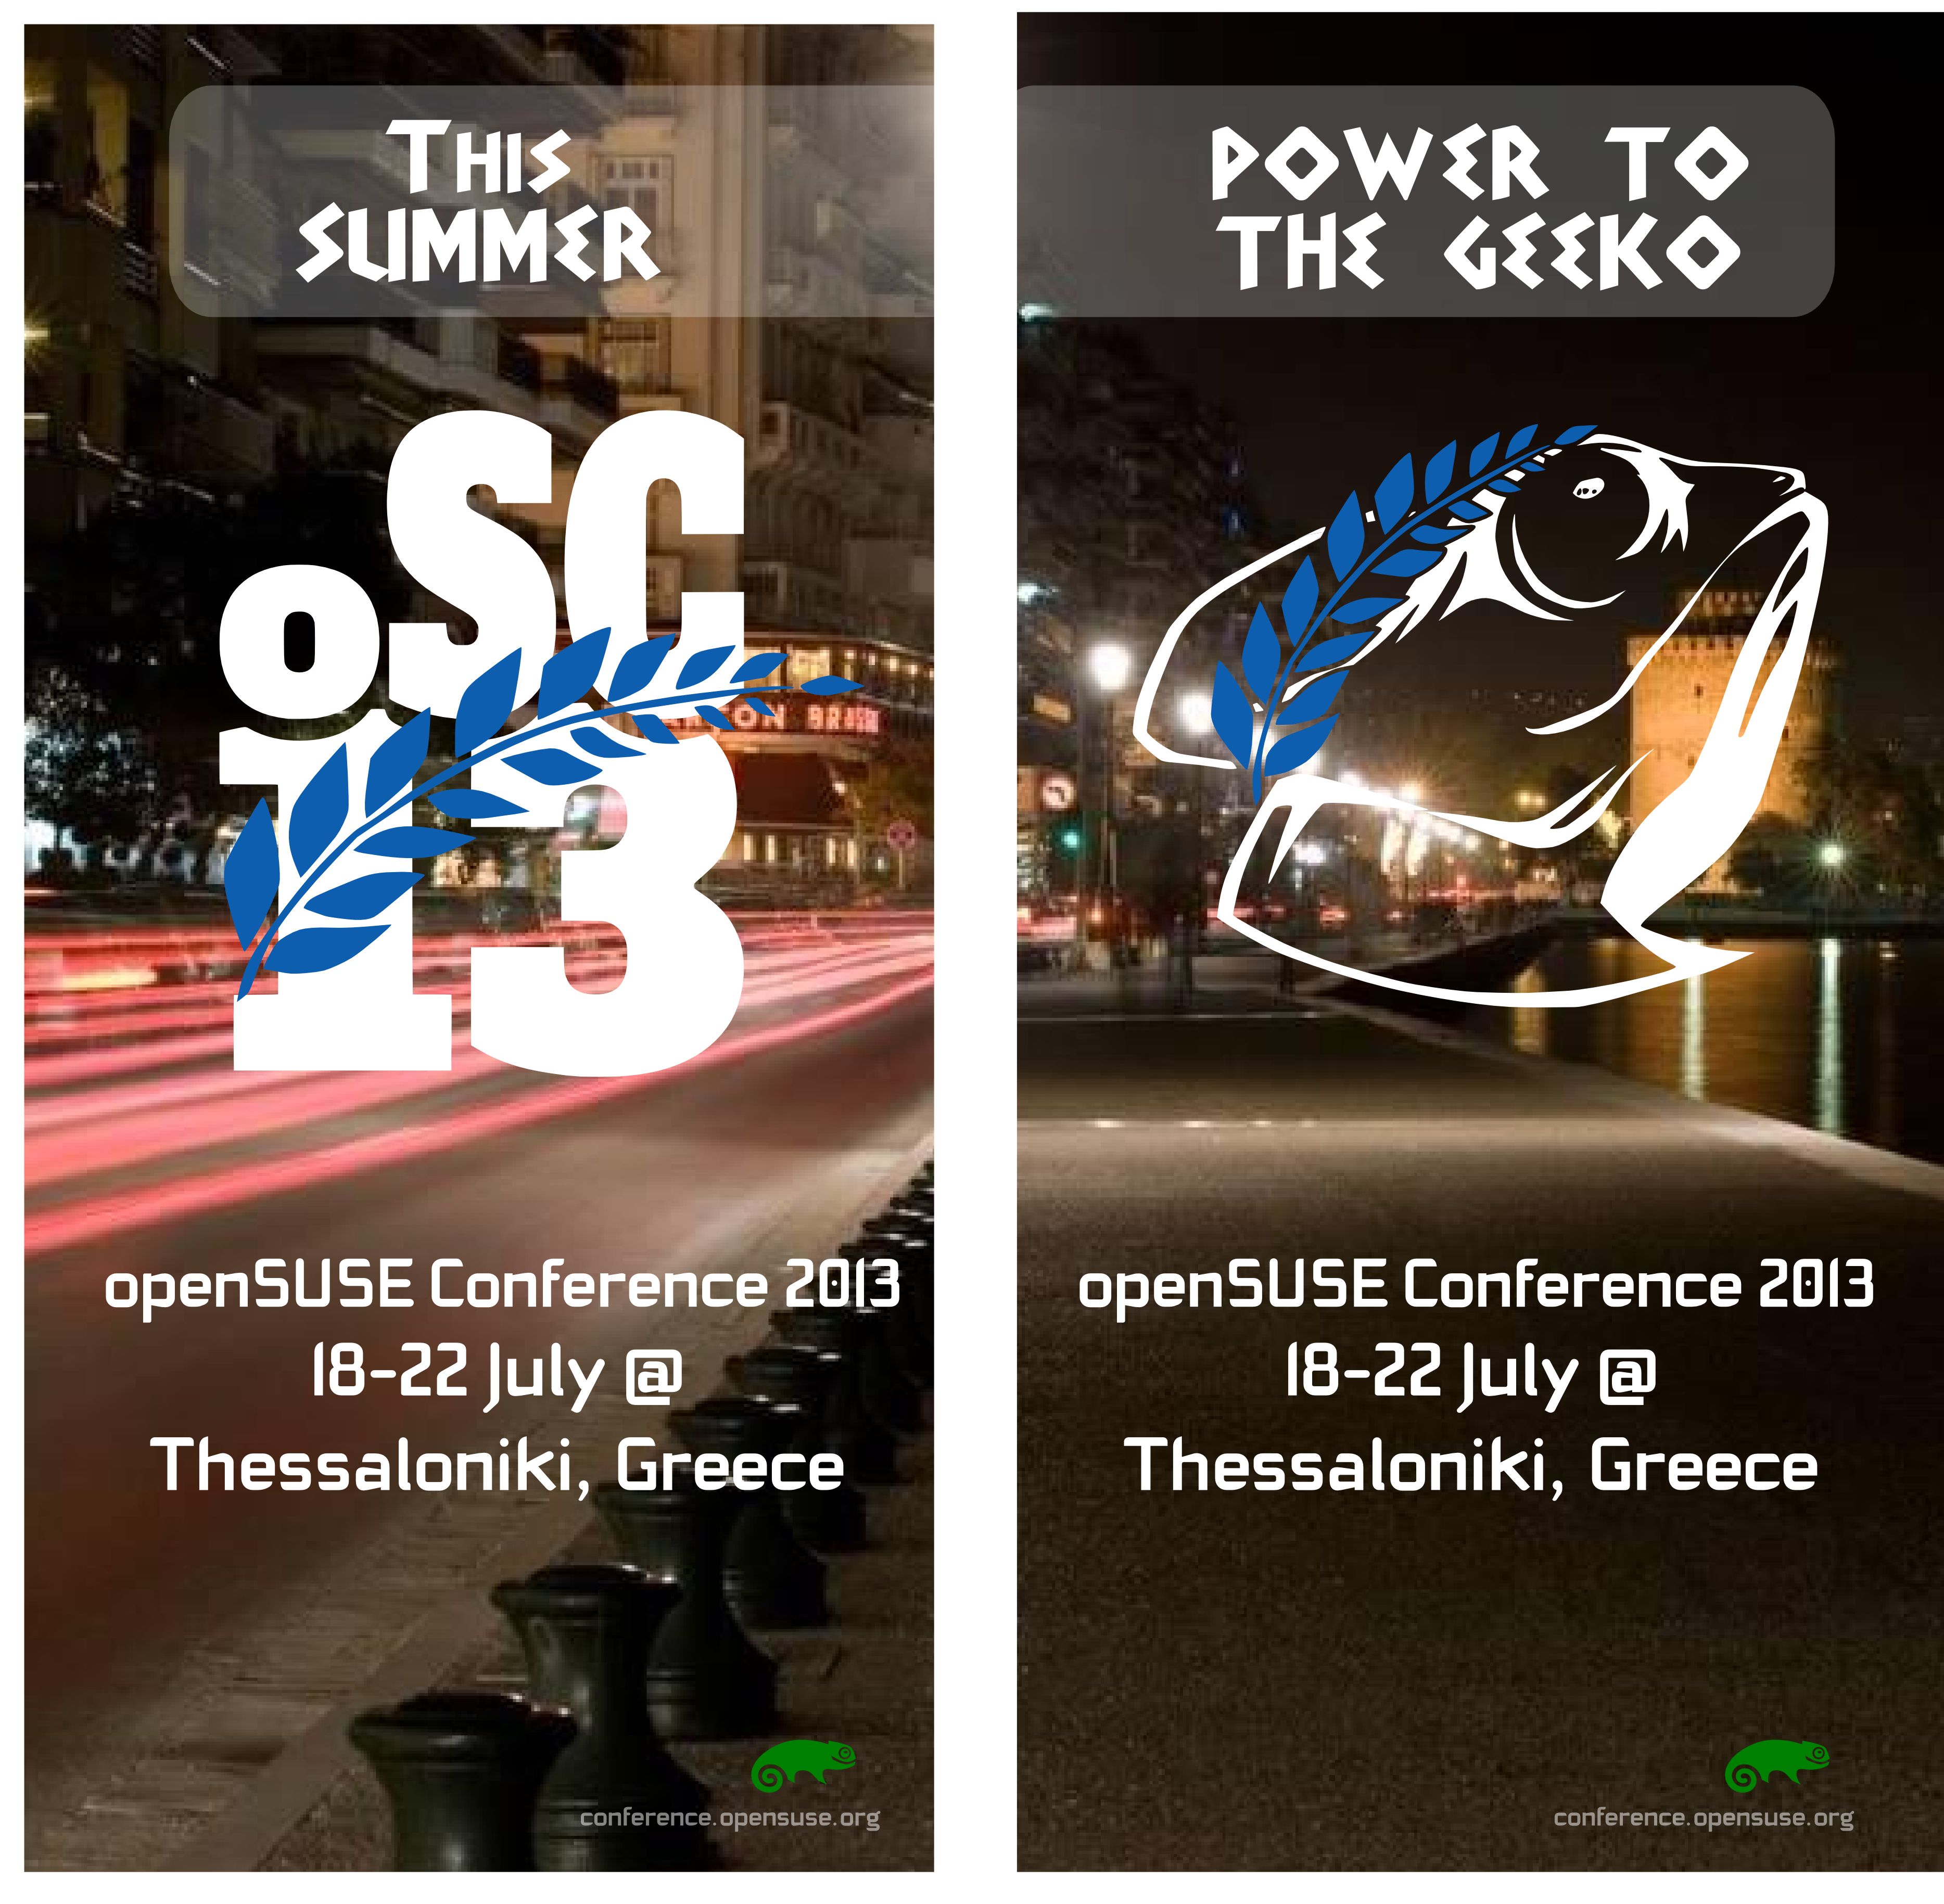 This
summer
oSC
13
openSUSE Conference 2013
18-22 July @
Thessaloniki, Greece
conference.opensuse.org
POWER TO
THE GEEKO
openSUSE Conference 2013
18-22 July @
Thessaloniki, Greece
conference.opensuse.org